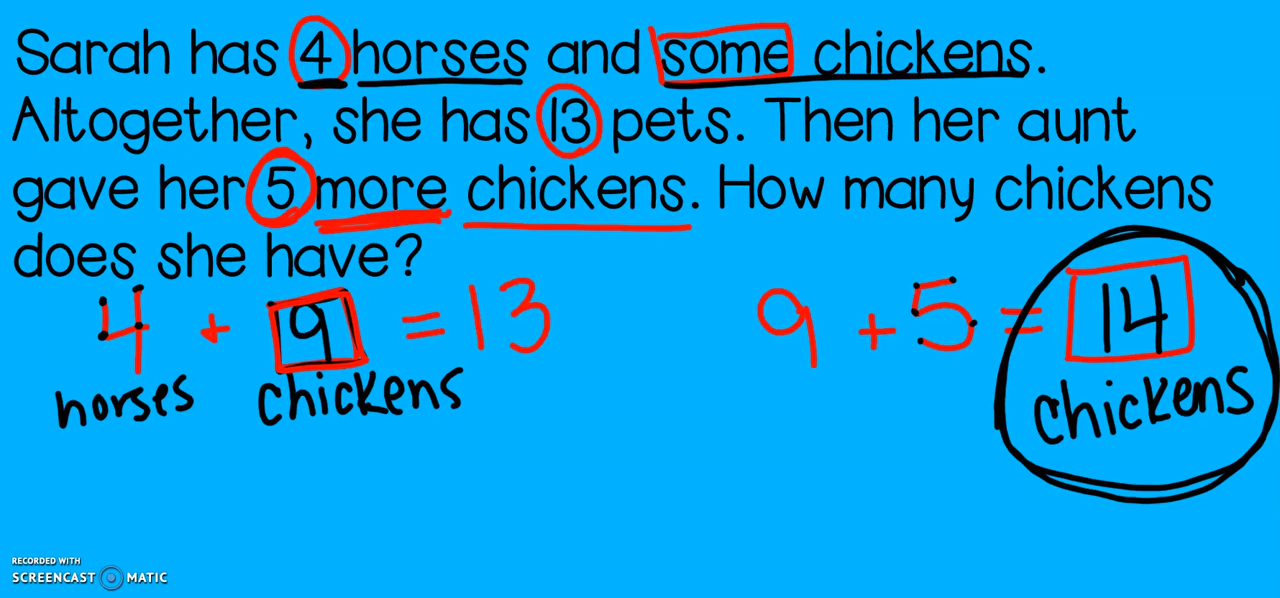 Sarah has 4 horses and some chickens.
Altogether, she has 13 pets. Then her aunt
gave her 5 more chickens. How many chickens
does she have?
4 + 9 = 13 9 + 5 = 14
horses chickens chickens
RECORDED WITH
SCREENCAST MATIC